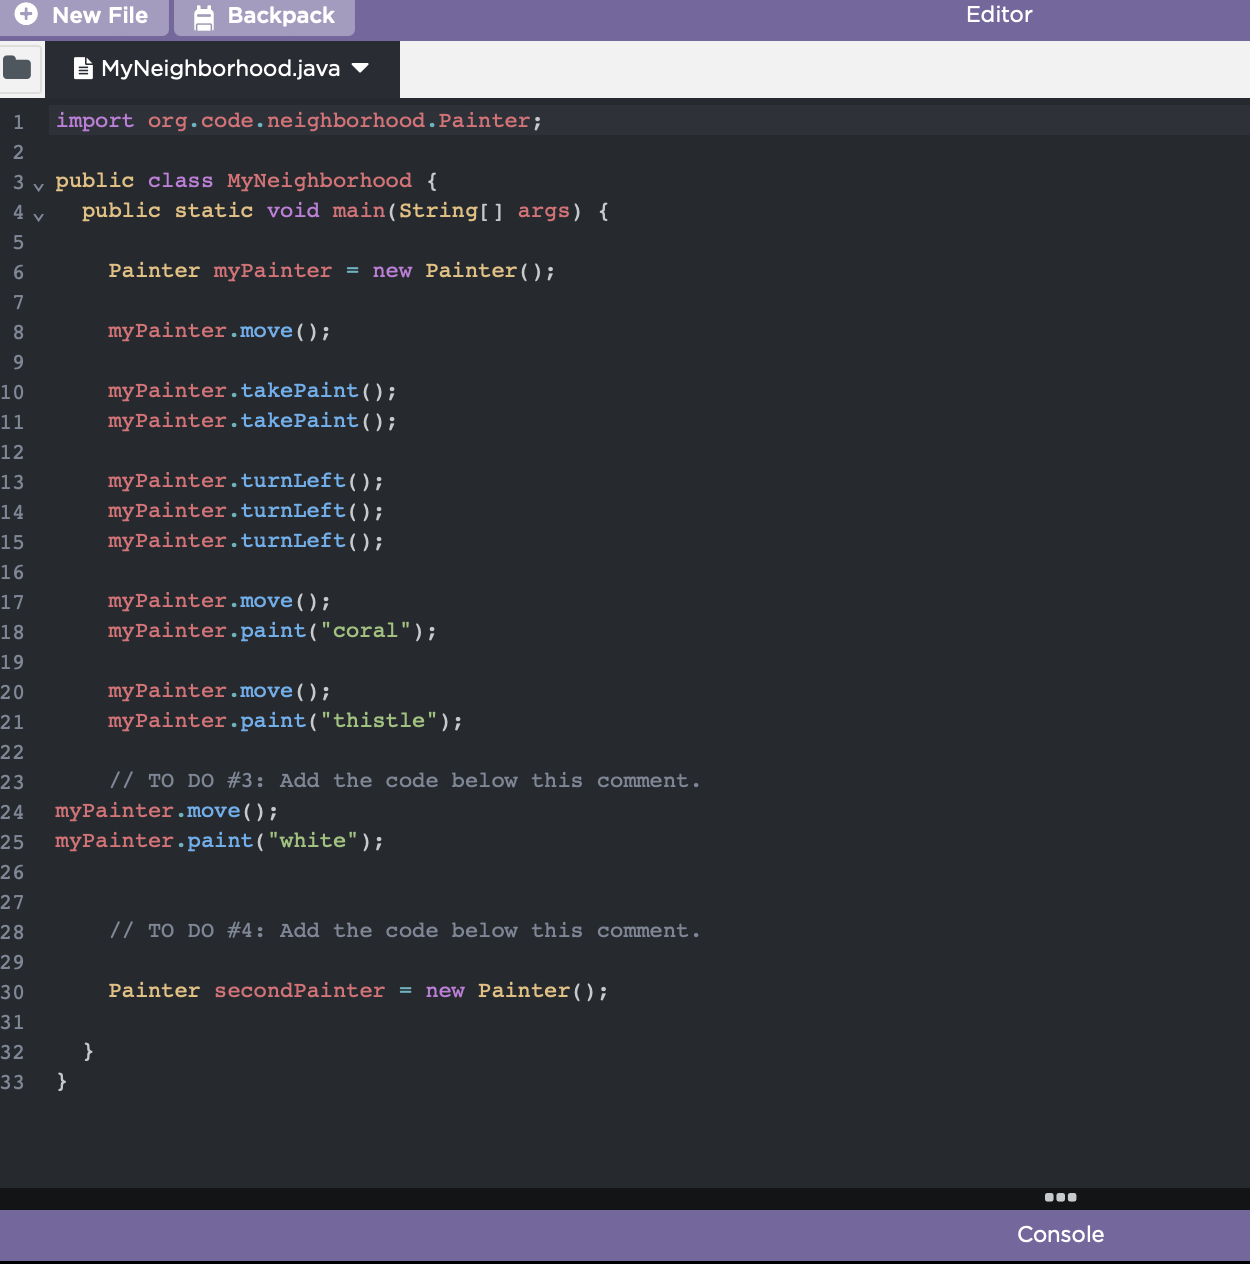 New File Backpack Editor
MyNeighborhood.java
1 import org.code.neighborhood.Painter;
2
3 public class MyNeighborhood {
4 public static void main(String[] args) {
5
6 Painter myPainter = new Painter();
7
8 myPainter.move();
9
10 myPainter.takePaint();
11 myPainter.takePaint();
12
13 myPainter.turnLeft();
14 myPainter.turnLeft();
15 myPainter.turnLeft();
16
17 myPainter.move();
18 myPainter.paint("coral");
19
20 myPainter.move();
21 myPainter.paint("thistle");
22
23 // TO DO #3: Add the code below this comment.
24 myPainter.move();
25 myPainter.paint("white");
26
27
28 // TO DO #4: Add the code below this comment.
29
30 Painter secondPainter = new Painter();
31
32 }
33 }
Console